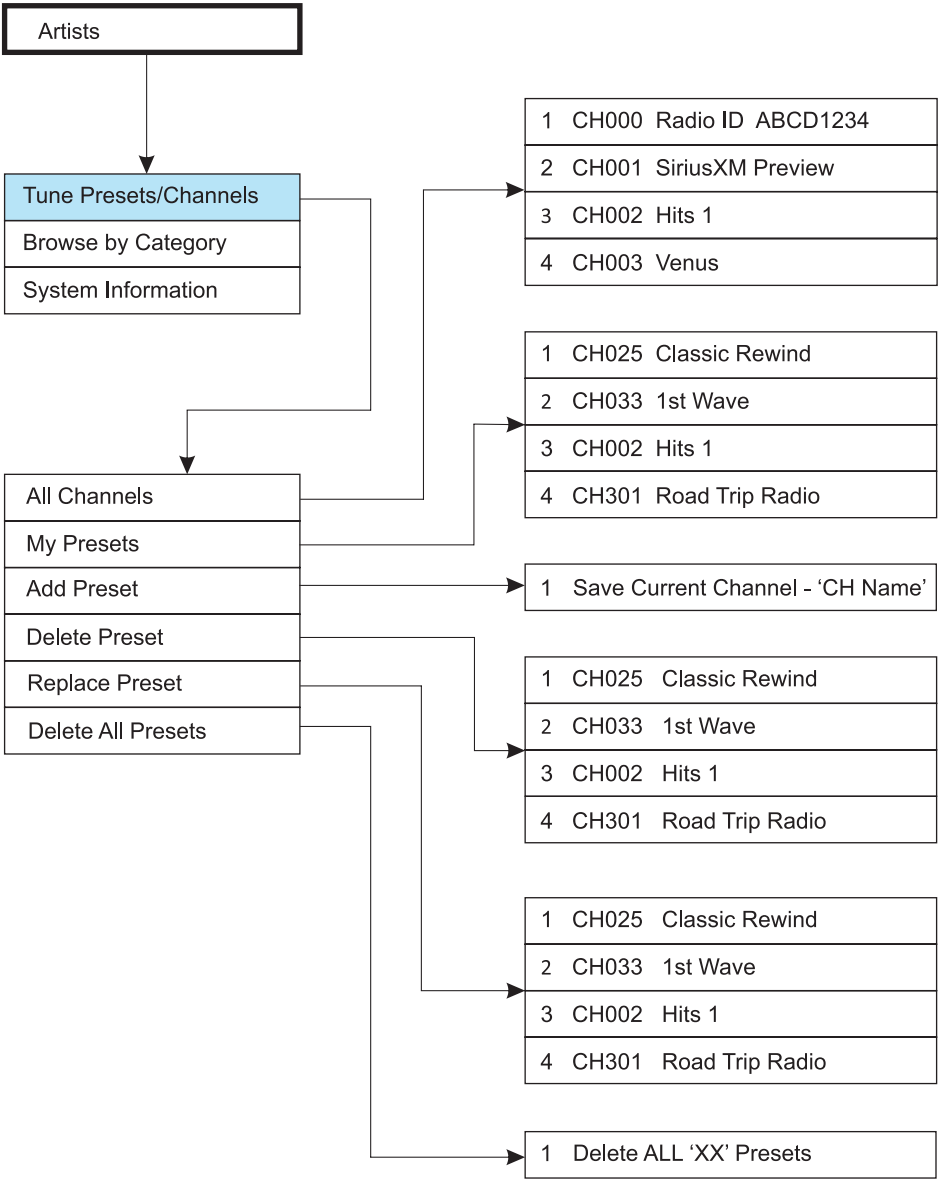 Artists
Tune Presets/Channels
Browse by Category
System Information
All Channels
My Presets
Add Preset
Delete Preset
Replace Preset
Delete All Presets
1 CH000 Radio ID ABCD1234
2 CH001 SiriusXM Preview
3 CH002 Hits 1
4 CH003 Venus
1 CH025 Classic Rewind
2 CH033 1st Wave
3 CH002 Hits 1
4 CH301 Road Trip Radio
1 Save Current Channel - ‘CH Name’
1 CH025 Classic Rewind
2 CH033 1st Wave
3 CH002 Hits 1
4 CH301 Road Trip Radio
1 CH025 Classic Rewind
2 CH033 1st Wave
3 CH002 Hits 1
4 CH301 Road Trip Radio
1 Delete ALL ‘XX’ Presets